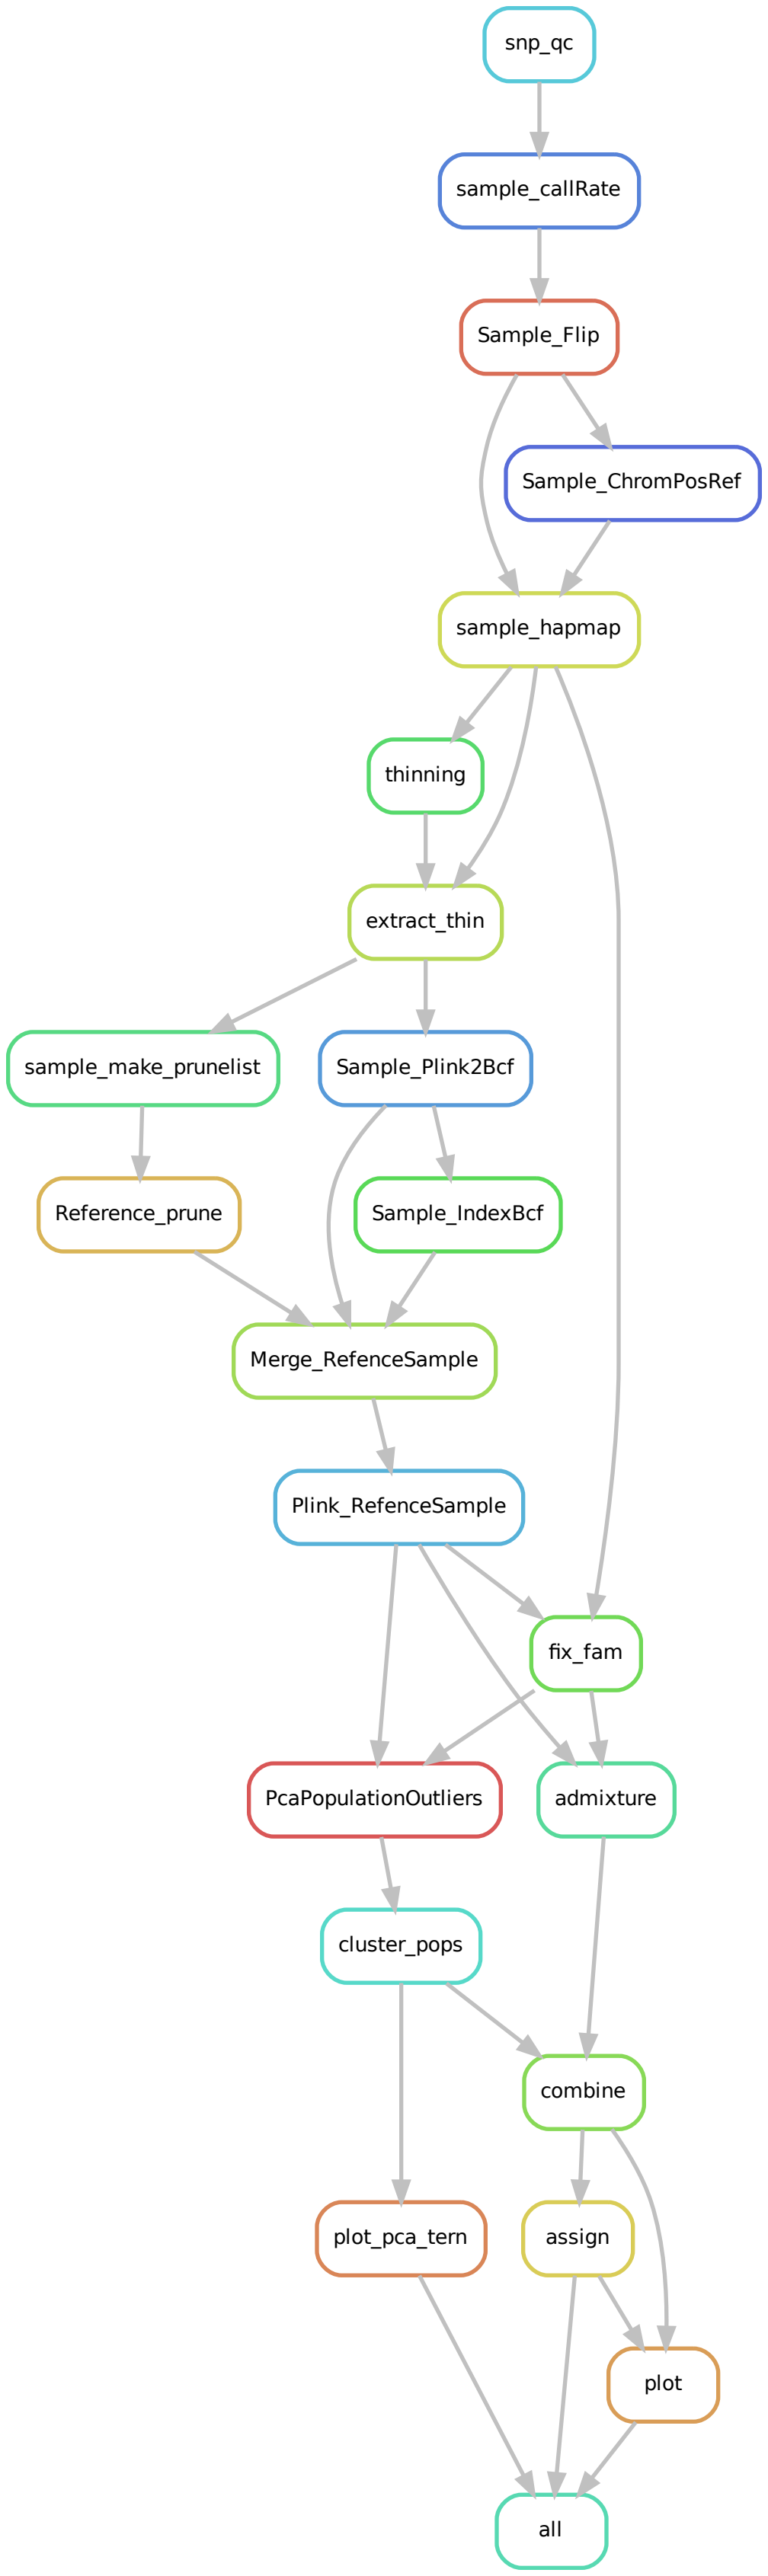 snp_qc
sample_callRate
Sample_Flip
Sample_ChromPosRef
sample_hapmap
thinning
extract_thin
sample_make_prunelist
Sample_Plink2Bcf
Reference_prune
Sample_IndexBcf
Merge_RefenceSample
Plink_RefenceSample
fix_fam
PcaPopulationOutliers
admixture
cluster_pops
combine
plot_pca_tern
assign
plot
all